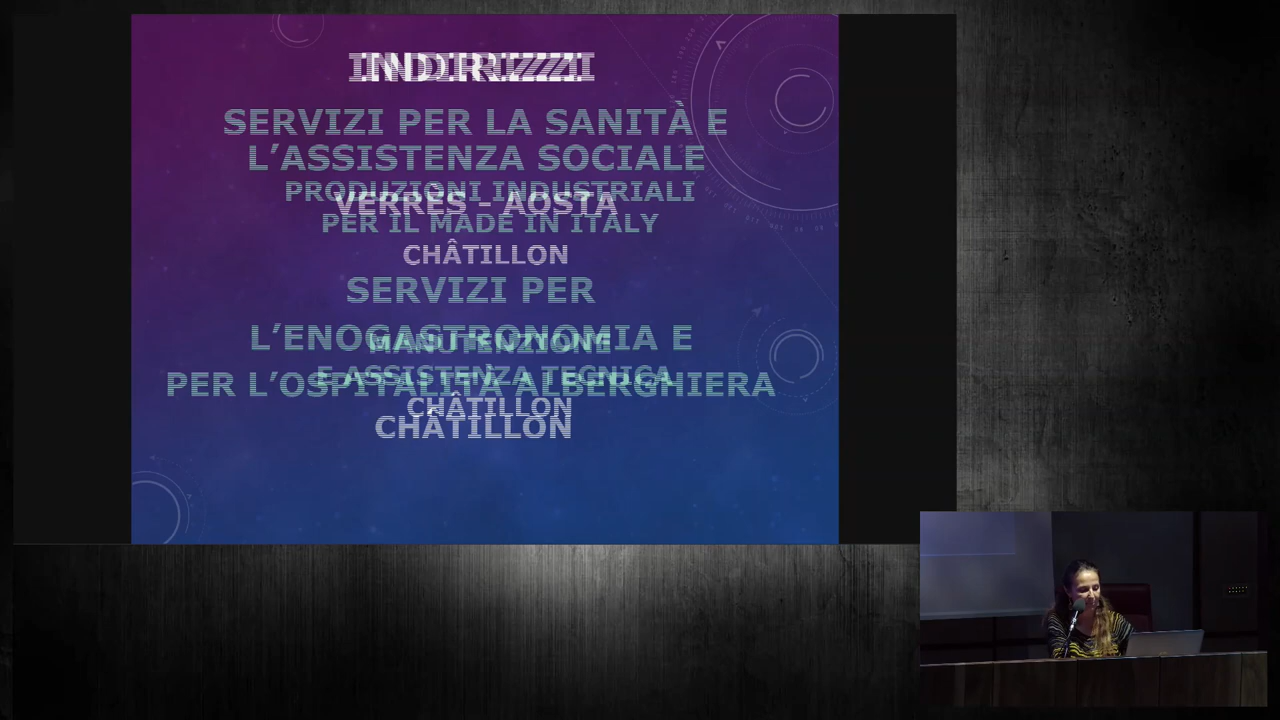 INDIRIZZI
SERVIZI PER LA SANITÀ E
L’ASSISTENZA SOCIALE
PRODUZIONI INDUSTRIALI
VERRÈS - AOSTA
PER IL MADE IN ITALY
CHÂTILLON
SERVIZI PER
L’ENOGASTRONOMIA E
MANUTENZIONE
E ASSISTENZA TECNICA
PER L’OSPITALITÀ ALBERGHIERA
CHÂTILLON
CHÂTILLON